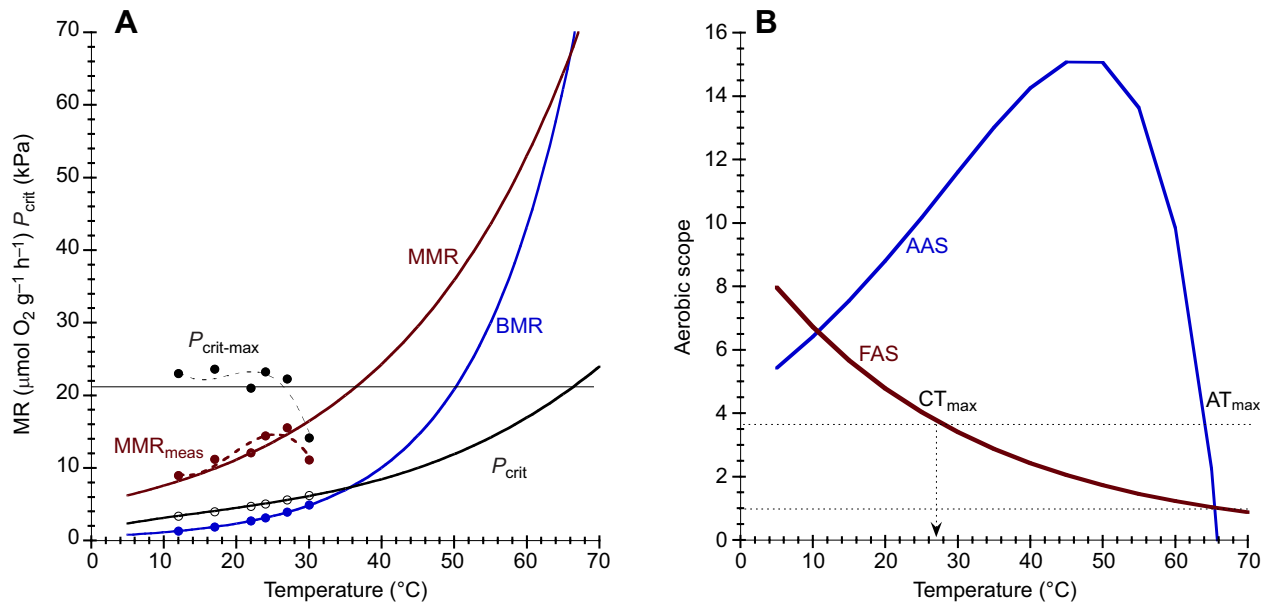 A
70
60
50
40
30
20
10
0
MR (μmol O₂ g⁻¹ h⁻¹) Pcrit (kPa)
MMR
BMR
Pcrit-max
MMRmeas
Pcrit
0 10 20 30 40 50 60 70
Temperature (°C)
B
16
14
12
10
8
6
4
2
0
Aerobic scope
AAS
FAS
CTmax
ATmax
0 10 20 30 40 50 60 70
Temperature (°C)